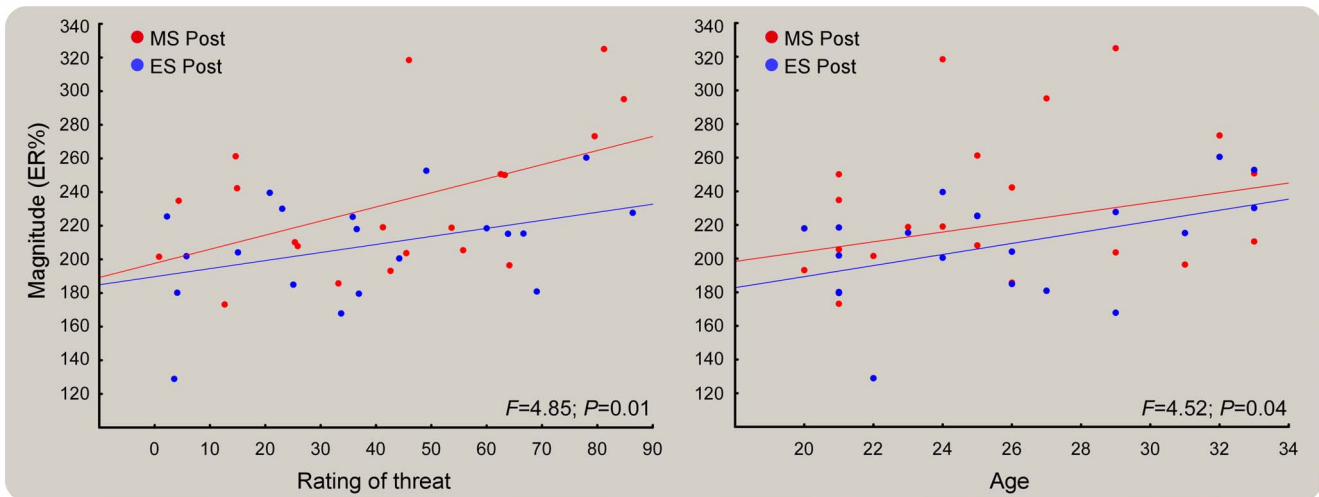 MS Post
ES Post
Magnitude (ER%)
340
320
300
280
260
240
220
200
180
160
140
120
0 10 20 30 40 50 60 70 80 90
Rating of threat
F=4.85; P=0.01
MS Post
ES Post
340
320
300
280
260
240
220
200
180
160
140
120
20 22 24 26 28 30 32 34
Age
F=4.52; P=0.04